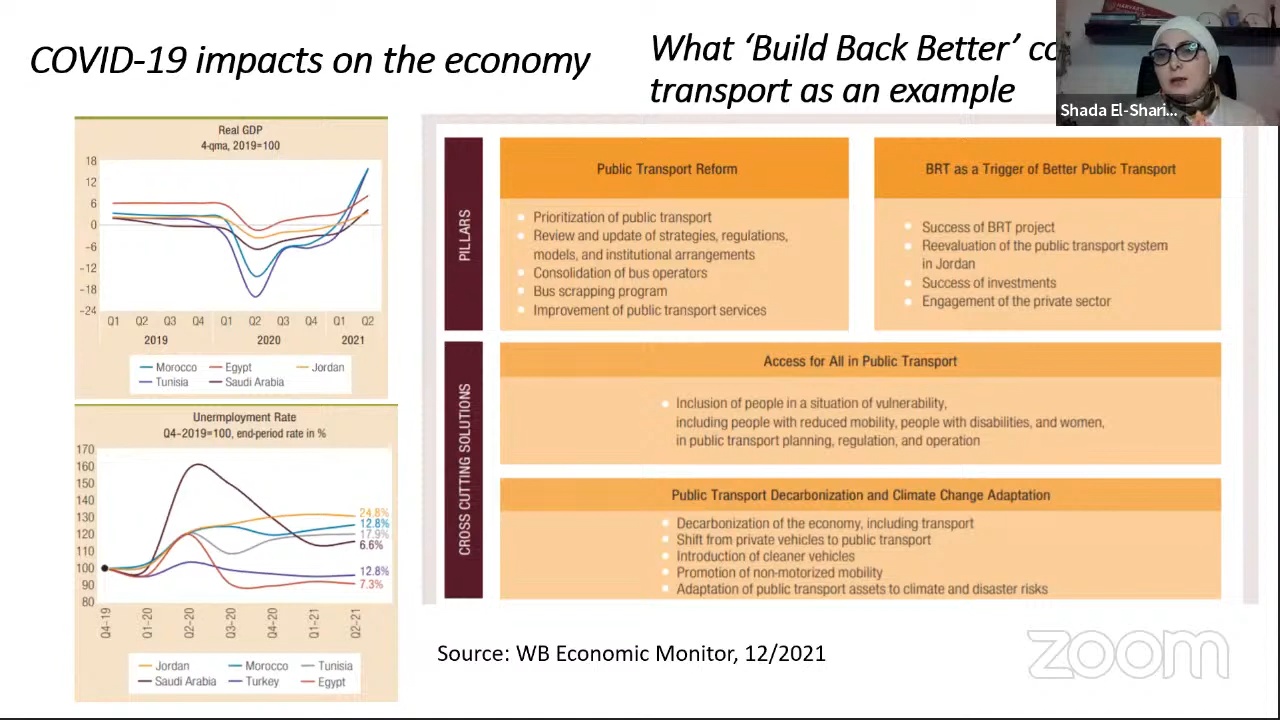 COVID-19 impacts on the economy
What ‘Build Back Better’
transport as an example
HARVARD
Shada El-Shari...
Real GDP
4-qma, 2019=100
18
12
6
0
-6
-12
-18
-24
Q1 Q2 Q3 Q4 Q1 Q2 Q3 Q4 Q1 Q2
2019 2020 2021
Morocco Egypt Jordan
Tunisia Saudi Arabia
Unermployment Rate
Q4–2019=100, end-period rate in %
170
160
150
140
130
120
110
100
90
80
24.8%
12.8%
17.9%
6.6%
12.8%
7.3%
Q4-19 Q1-20 Q2-20 Q3-20 Q4-20 Q1-21 Q2-21
Jordan Morocco Tunisia
Saudi Arabia Turkey Egypt
PILLARS
Public Transport Reform
Prioritization of public transport
Review and update of strategies, regulations,
models, and institutional arrangements
Consolidation of bus operators
Bus scrapping program
Improvement of public transport services
BRT as a Trigger of Better Public Transport
Success of BRT project
Reevaluation of the public transport system
in Jordan
Success of investments
Engagement of the private sector
CROSS CUTTING SOLUTIONS
Access for All in Public Transport
Inclusion of people in a situation of vulnerability,
including people with reduced mobility, people with disabilities, and women,
in public transport planning, regulation, and operation
Public Transport Decarbonization and Climate Change Adaptation
Decarbonization of the economy, including transport
Shift from private vehicles to public transport
Introduction of cleaner vehicles
Promotion of non-motorized mobility
Adaptation of public transport assets to climate and disaster risks
Source: WB Economic Monitor, 12/2021
zoom